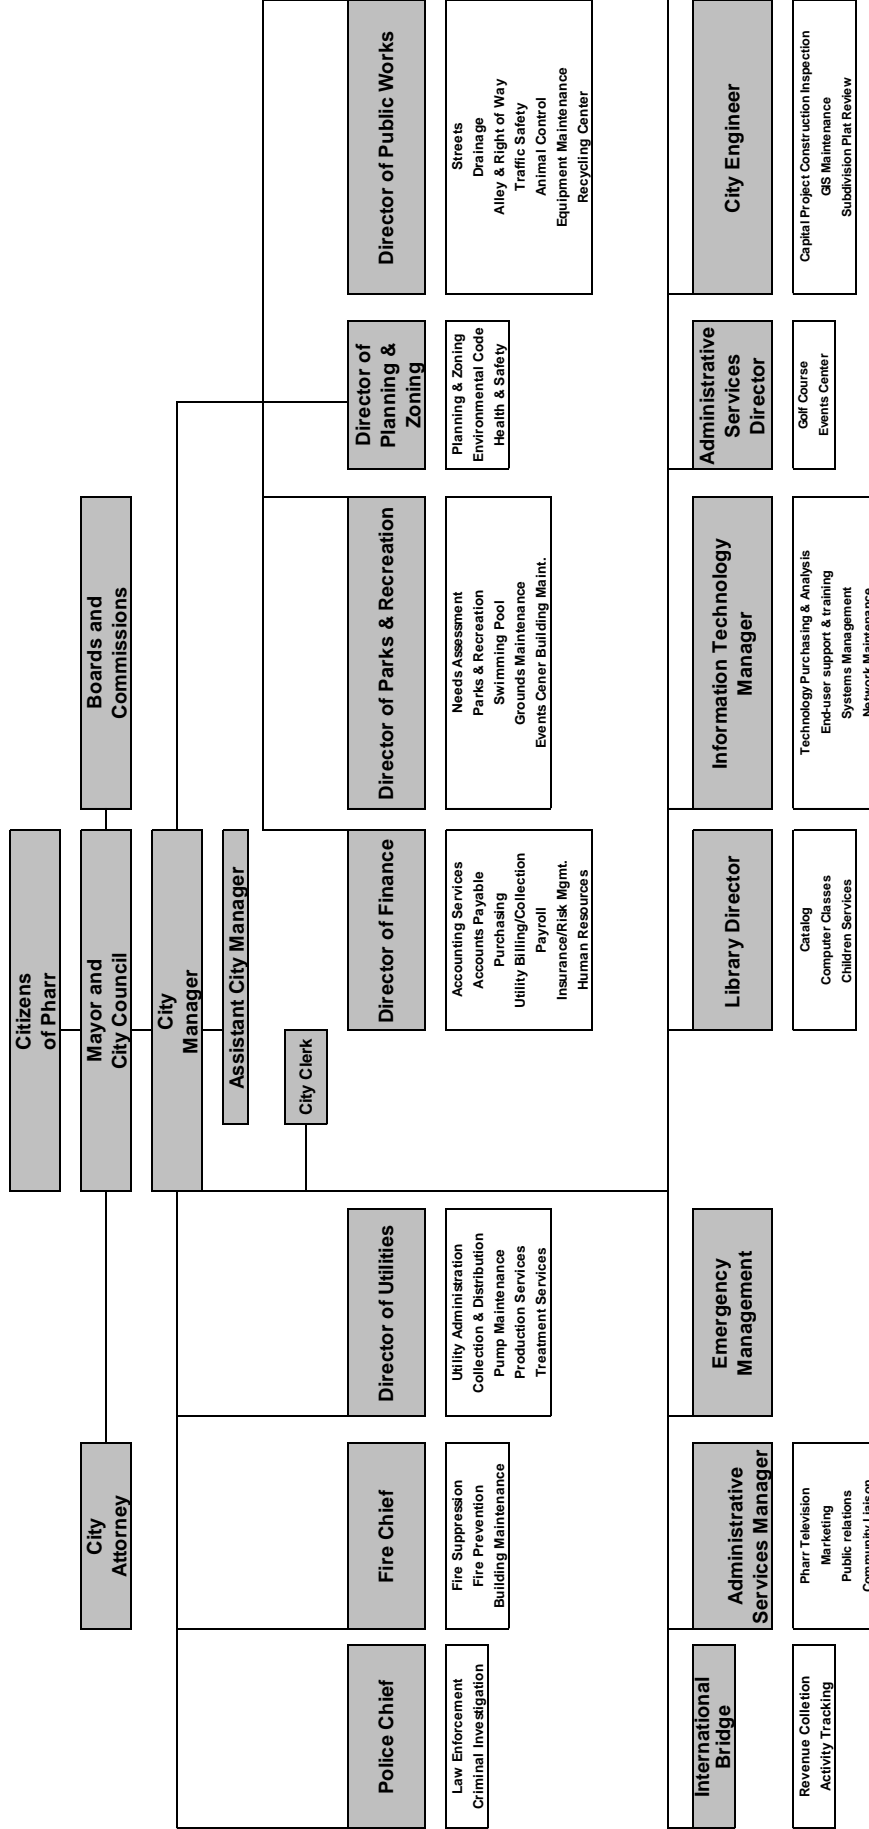 Citizens
of Pharr
City
Attorney
Mayor and
City Council
Boards and
Commissions
City
Manager
Assistant City Manager
City Clerk
Police Chief
Law Enforcement
Criminal Investigation
Fire Chief
Fire Suppression
Fire Prevention
Building Maintenance
Director of Utilities
Utility Administration
Collection & Distribution
Pump Maintenance
Production Services
Treatment Services
Director of Finance
Accounting Services
Accounts Payable
Purchasing
Utility Billing/Collection
Payroll
Insurance/Risk Mgmt.
Human Resources
Director of Parks & Recreation
Needs Assessment
Parks & Recreation
Swimming Pool
Grounds Maintenance
Events Cener Building Maint.
Director of
Planning &
Zoning
Planning & Zoning
Environmental Code
Health & Safety
Director of Public Works
Streets
Drainage
Alley & Right of Way
Traffic Safety
Animal Control
Equipment Maintenance
Recycling Center
International
Bridge
Revenue Colletion
Activity Tracking
Administrative
Services Manager
Pharr Television
Marketing
Public relations
Community Liaison
Emergency
Management
Library Director
Catalog
Computer Classes
Children Services
Information Technology
Manager
Technology Purchasing & Analysis
End-user support & training
Systems Management
Network Maintenance
Administrative
Services
Director
Golf Course
Events Center
City Engineer
Capital Project Construction Inspection
GIS Maintenance
Subdivision Plat Review